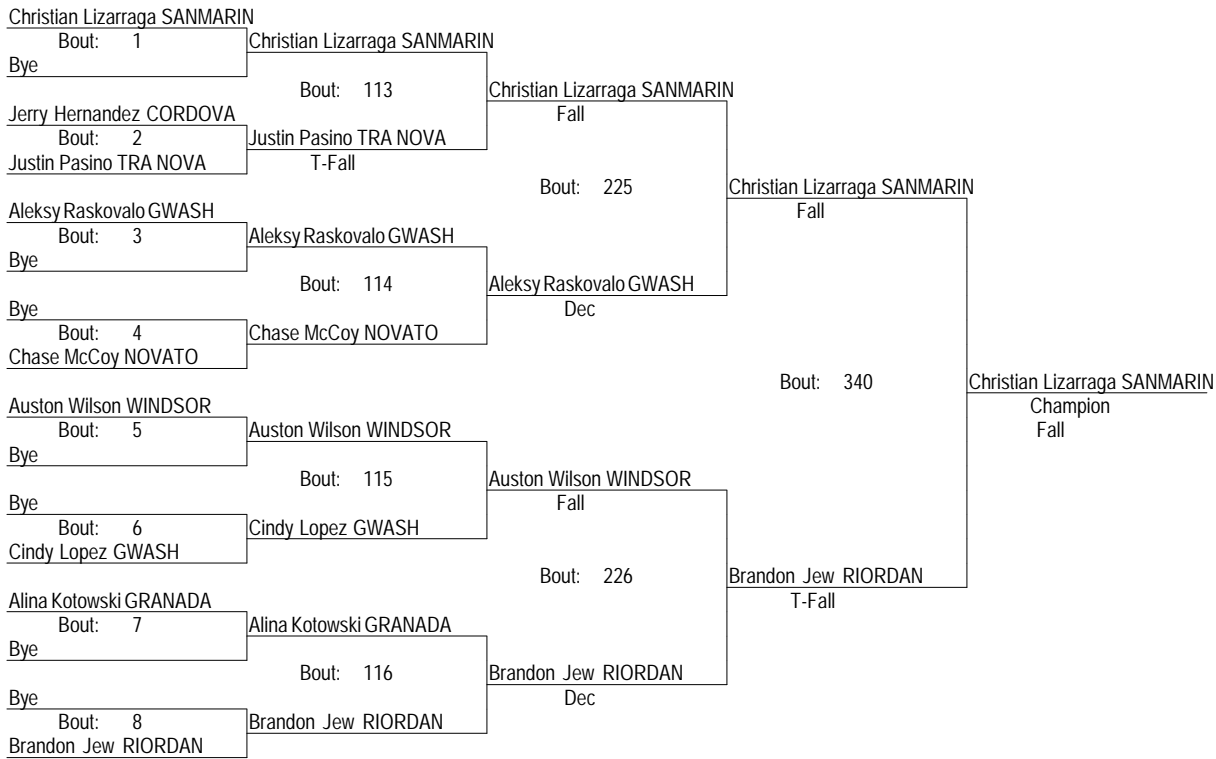 Christian Lizarraga SANMARIN
Bout: 1
Bye
Christian Lizarraga SANMARIN
Bout: 113
Christian Lizarraga SANMARIN
Fall
Jerry Hernandez CORDOVA
Bout: 2
Justin Pasino TRA NOVA
Justin Pasino TRA NOVA
T-Fall
Bout: 225
Christian Lizarraga SANMARIN
Fall
Aleksy Raskovalo GWASH
Bout: 3
Bye
Aleksy Raskovalo GWASH
Bout: 114
Aleksy Raskovalo GWASH
Dec
Bye
Bout: 4
Chase McCoy NOVATO
Chase McCoy NOVATO
Bout: 340
Christian Lizarraga SANMARIN
Champion
Fall
Auston Wilson WINDSOR
Bout: 5
Bye
Auston Wilson WINDSOR
Bout: 115
Auston Wilson WINDSOR
Fall
Bye
Bout: 6
Cindy Lopez GWASH
Cindy Lopez GWASH
Bout: 226
Brandon Jew RIORDAN
T-Fall
Alina Kotowski GRANADA
Bout: 7
Bye
Alina Kotowski GRANADA
Bout: 116
Brandon Jew RIORDAN
Dec
Bye
Bout: 8
Brandon Jew RIORDAN
Brandon Jew RIORDAN